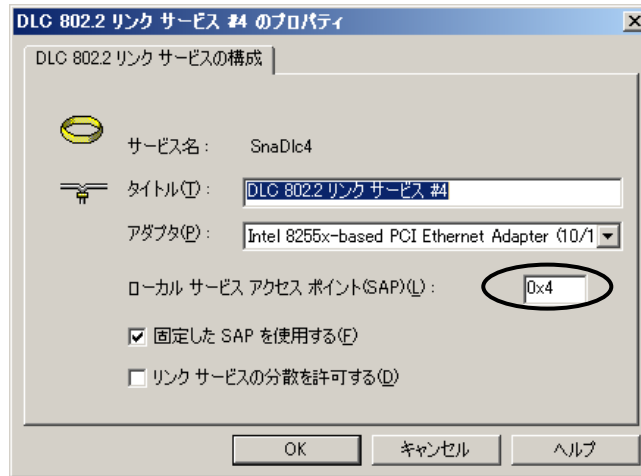 DLC 802.2 リンク サービス #4 のプロパティ
DLC 802.2 リンク サービスの構成
サービス名 : SnaDlc4
タイトル(T) : DLC 802.2 リンク サービス #4
アダプタ(P) : Intel 8255x-based PCI Ethernet Adapter (10/1
ローカル サービス アクセス ポイント(SAP)(L) : 0x4
固定した SAP を使用する(F)
リンク サービスの分散を許可する(D)
OK キャンセル ヘルプ